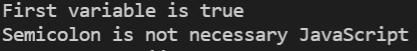 First variable is true
Semicolon is not necessary JavaScript